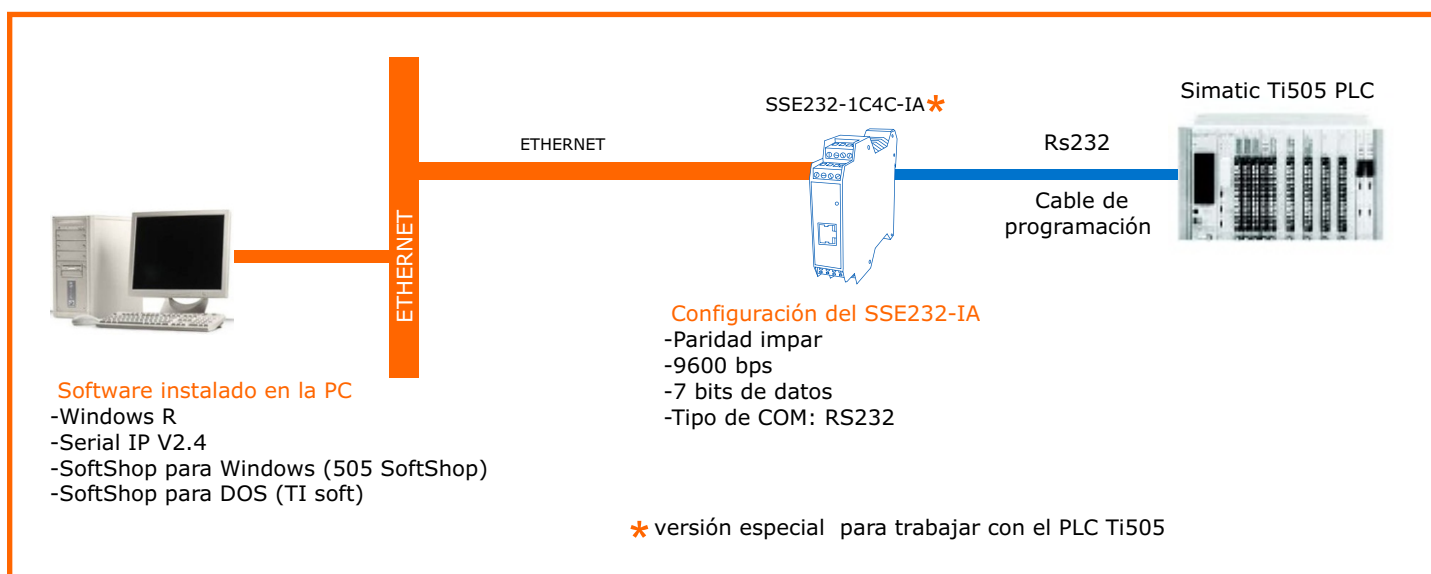 SSE232-1C4C-IA*
Simatic Ti505 PLC
ETHERNET
Rs232
Cable de
programación
ETHERNET
Configuración del SSE232-IA
-Paridad impar
-9600 bps
-7 bits de datos
-Tipo de COM: RS232
Software instalado en la PC
-Windows R
-Serial IP V2.4
-SoftShop para Windows (505 SoftShop)
-SoftShop para DOS (TI soft)
* versión especial para trabajar con el PLC Ti505